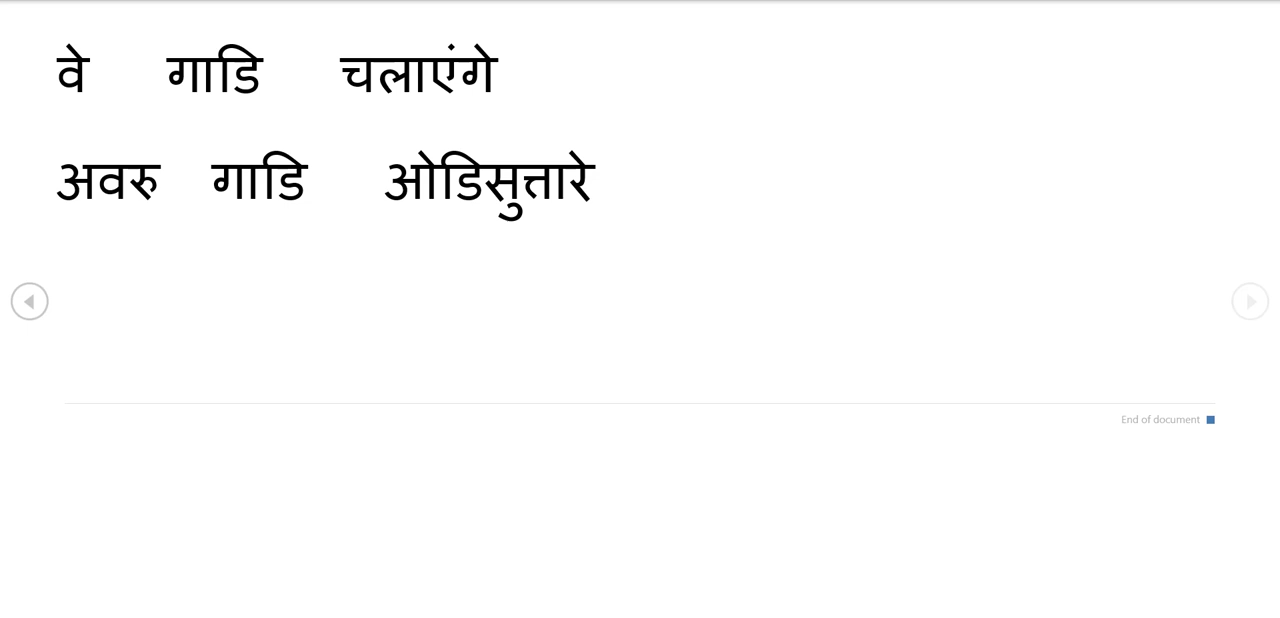 वे गाडि चलाएंगे
अवरु गाडि ओडिसुत्तारे
End of document